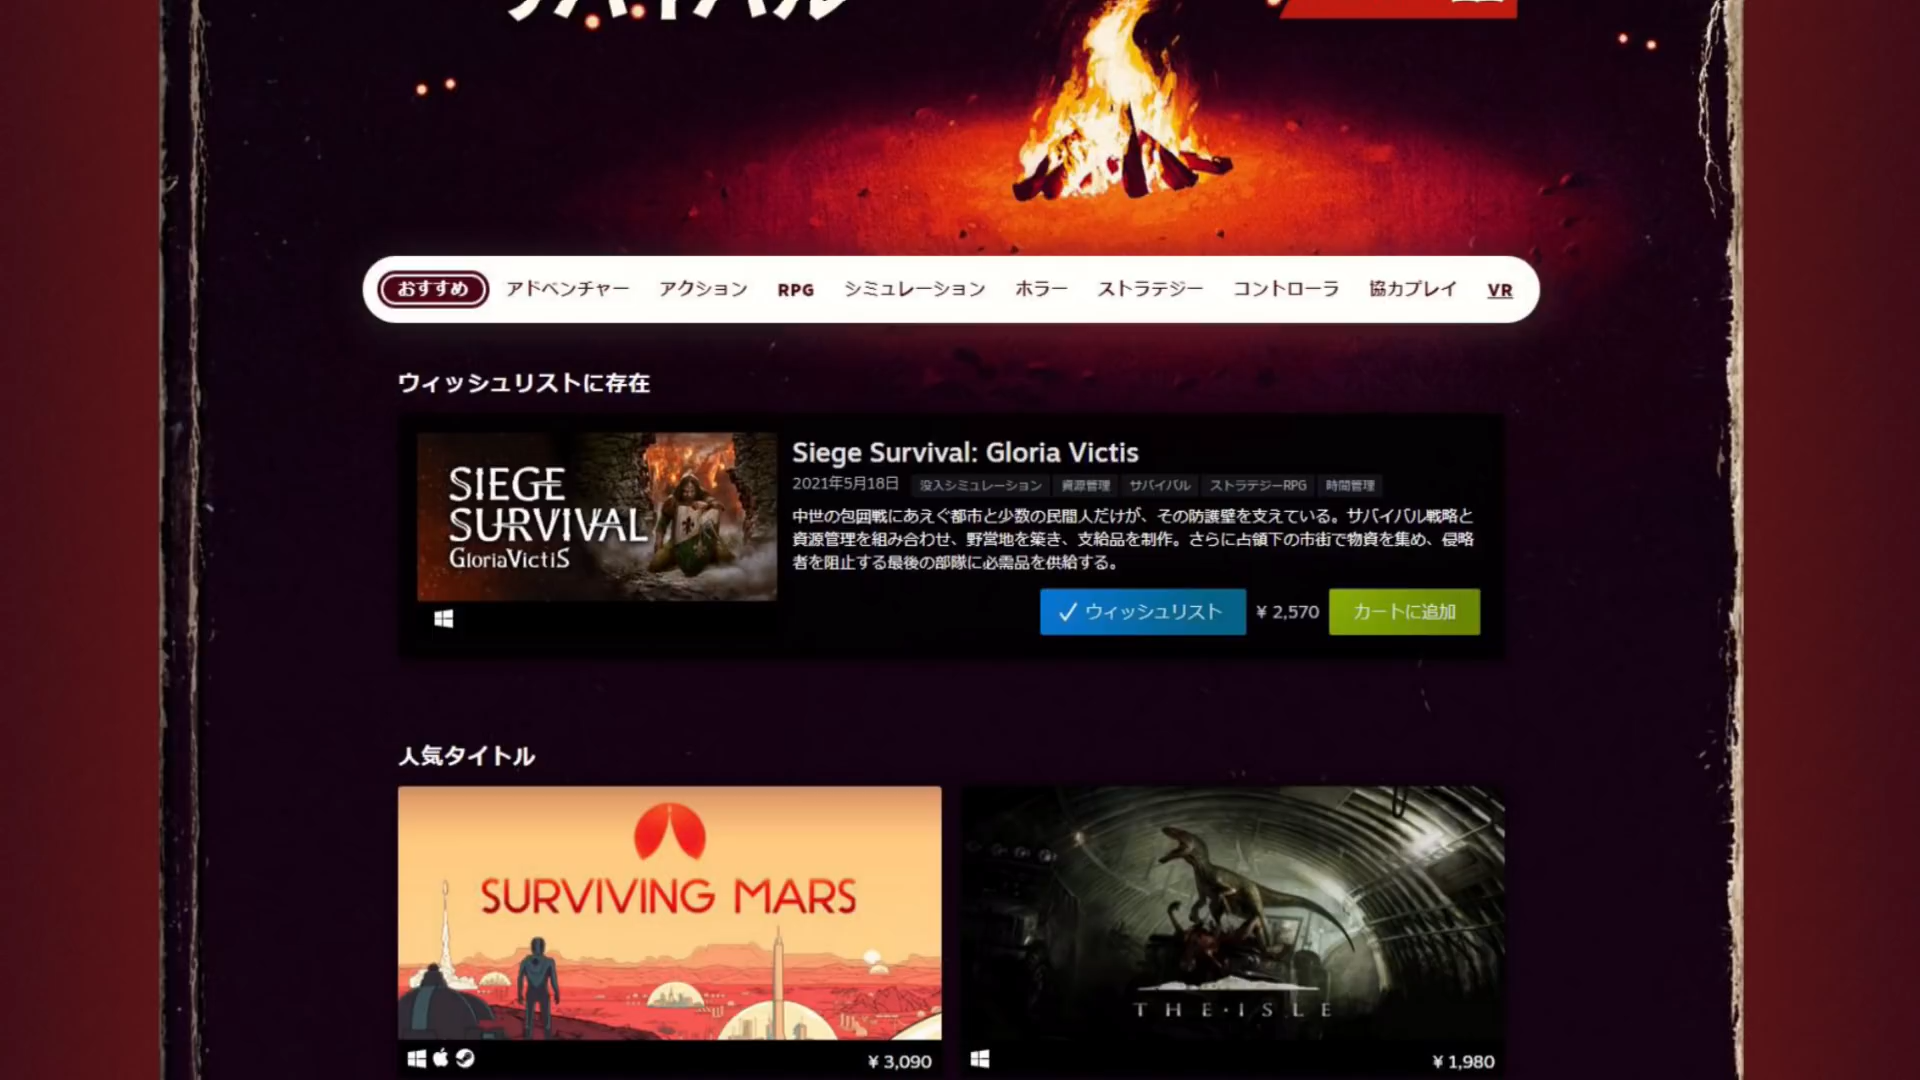 サバイバル
おすすめ アドベンチャー アクション RPG シミュレーション ホラー ストラテジー コントローラ 協力プレイ VR
ウィッシュリストに存在
SIEGE
SURVIVAL
GloriaVictiS
Siege Survival: Gloria Victis
2021年5月18日 没入シミュレーション 資源管理 サバイバル ストラテジーRPG 時間管理
中世の包囲戦にあえぐ都市と少数の民間人だけが、その防護壁を支えている。サバイバル戦略と
資源管理を組み合わせ、野営地を築き、支給品を制作。さらに占領下の市街で物資を集め、侵略
者を阻止する最後の部隊に必需品を供給する。
ウィッシュリスト ¥ 2,570 カートに追加
人気タイトル
SURVIVING MARS
¥ 3,090
THE·ISLE
¥ 1,980